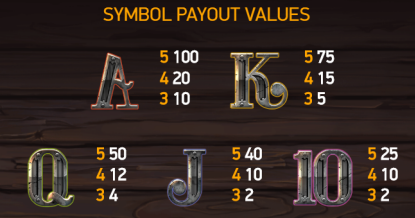 SYMBOL PAYOUT VALUES
A 5 100 K 5 75
4 20 4 15
3 10 3 5
Q 5 50 J 5 40 10 5 25
4 12 4 10 4 10
3 4 3 2 3 2